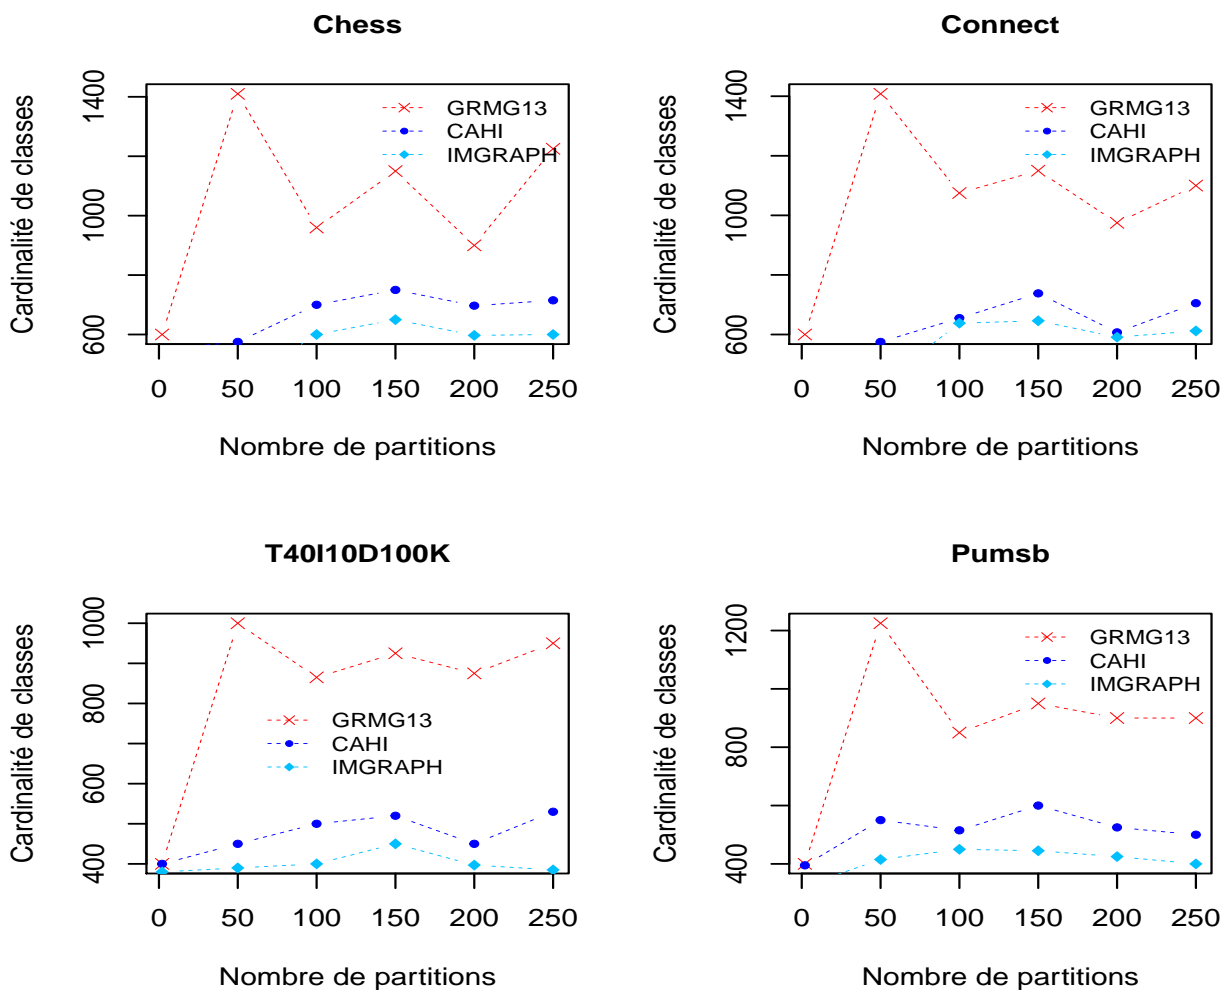 Chess
Cardinalité de classes
1400
1000
600
GRMG13
CAHI
IMGRAPH
0 50 100 150 200 250
Nombre de partitions
Connect
Cardinalité de classes
1400
1000
600
GRMG13
CAHI
IMGRAPH
0 50 100 150 200 250
Nombre de partitions
T40I10D100K
Cardinalité de classes
1000
800
600
400
GRMG13
CAHI
IMGRAPH
0 50 100 150 200 250
Nombre de partitions
Pumsb
Cardinalité de classes
1200
800
400
GRMG13
CAHI
IMGRAPH
0 50 100 150 200 250
Nombre de partitions